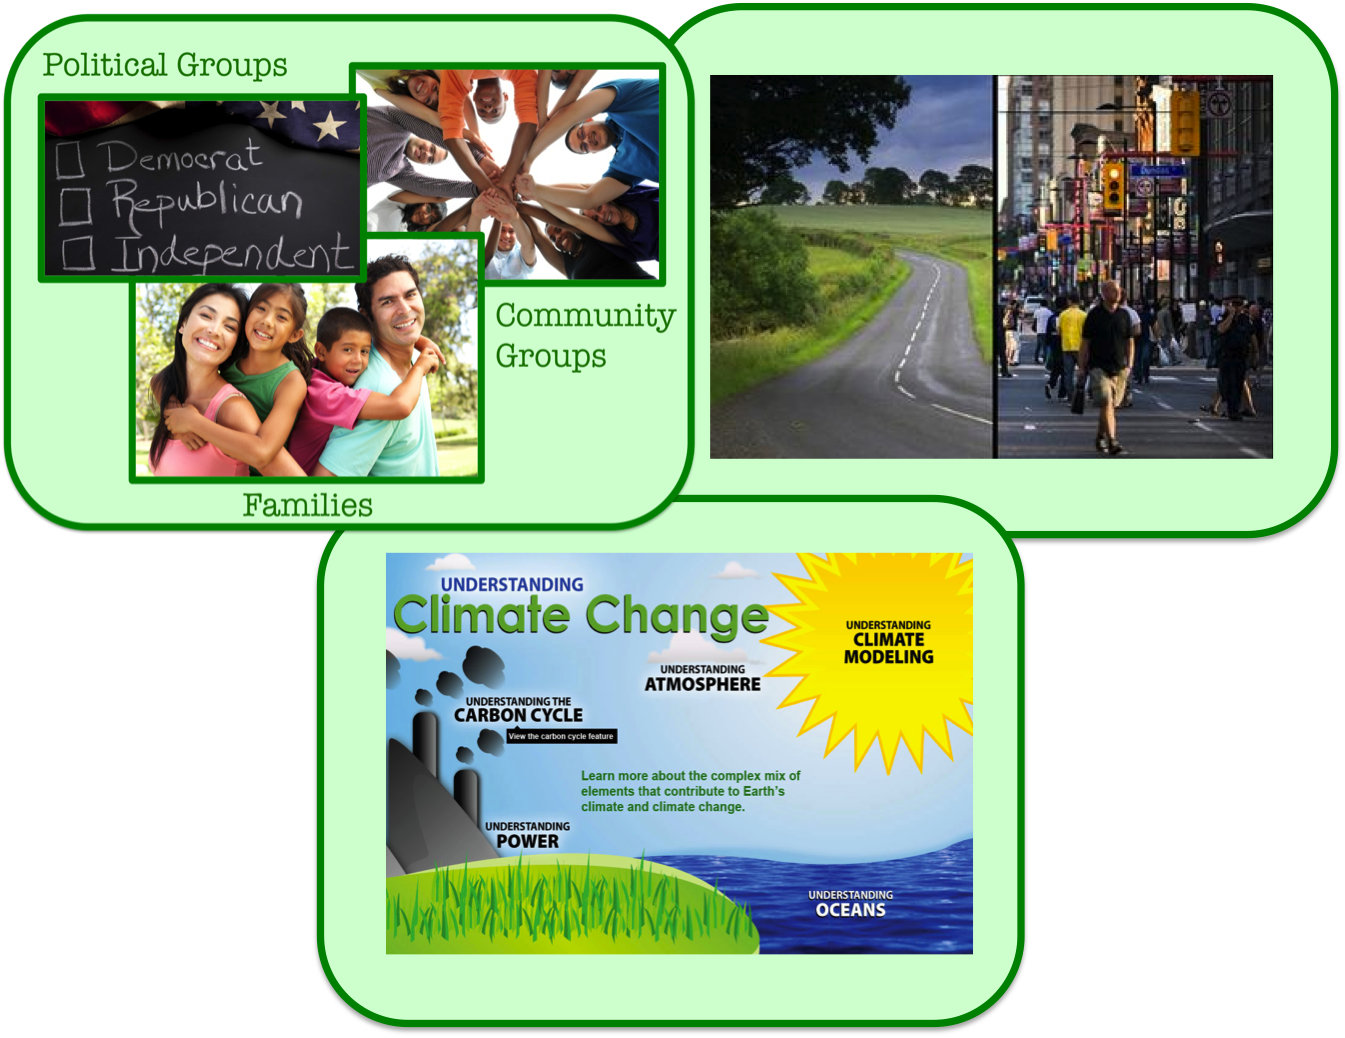 Political Groups
Democrat
Republican
Independent
Community
Groups
Families
Dundas
UNDERSTANDING
Climate Change
UNDERSTANDING
CLIMATE
MODELING
UNDERSTANDING
ATMOSPHERE
UNDERSTANDING THE
CARBON CYCLE
View the carbon cycle feature
Learn more about the complex mix of
elements that contribute to Earth's
climate and climate change.
UNDERSTANDING
POWER
UNDERSTANDING
OCEANS